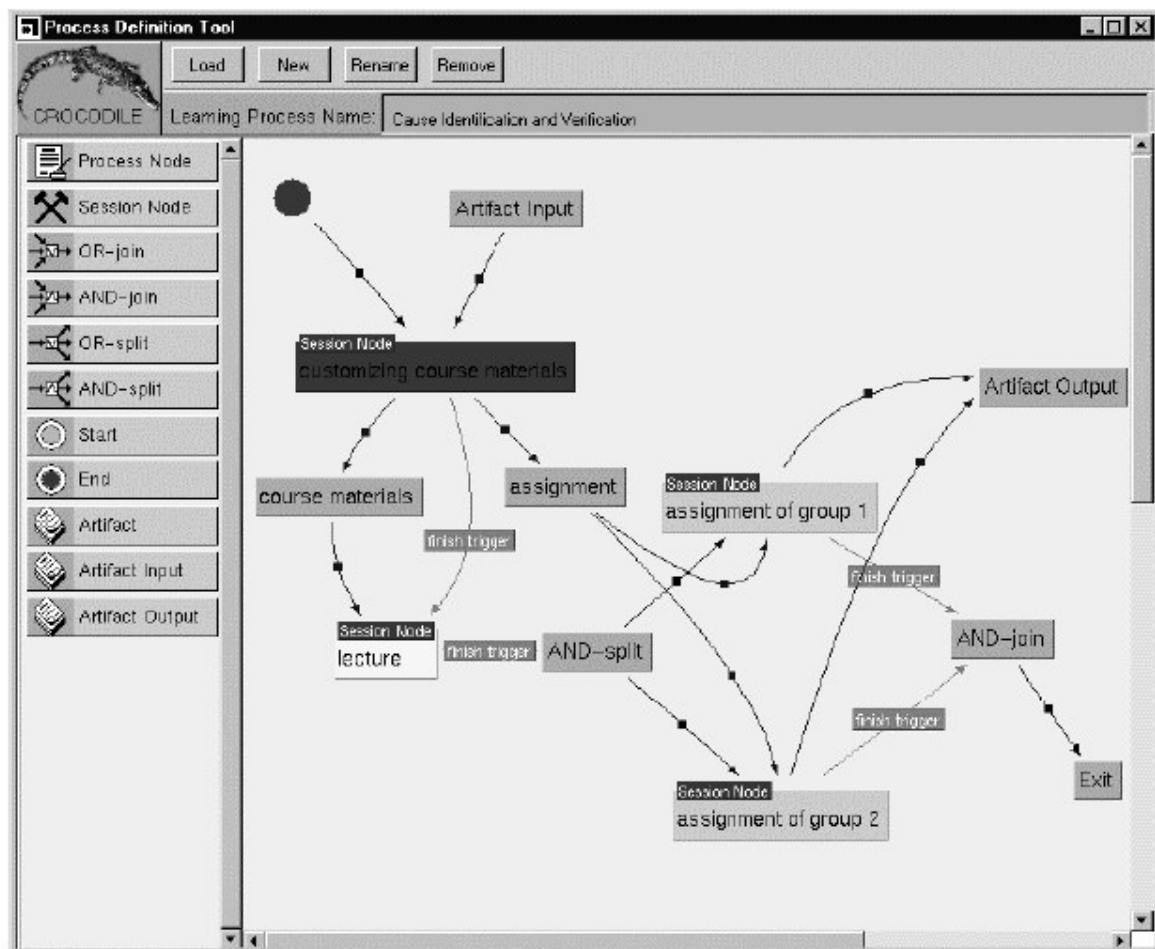 Process Definition Tool
Load
New
Rename
Remove
CROCODILE
Learning Process Name:
Cause Identification and Verification
Process Node
Session Node
OR-join
AND-join
OR-split
AND-split
Start
End
Artifact
Artifact Input
Artifact Output
Artifact Input
Session Node
customizing course materials
Artifact Output
course materials
assignment
Session Node
assignment of group 1
finish trigger
finish trigger
Session Node
lecture
finish trigger
AND-split
AND-join
finish trigger
Exit
Session Node
assignment of group 2